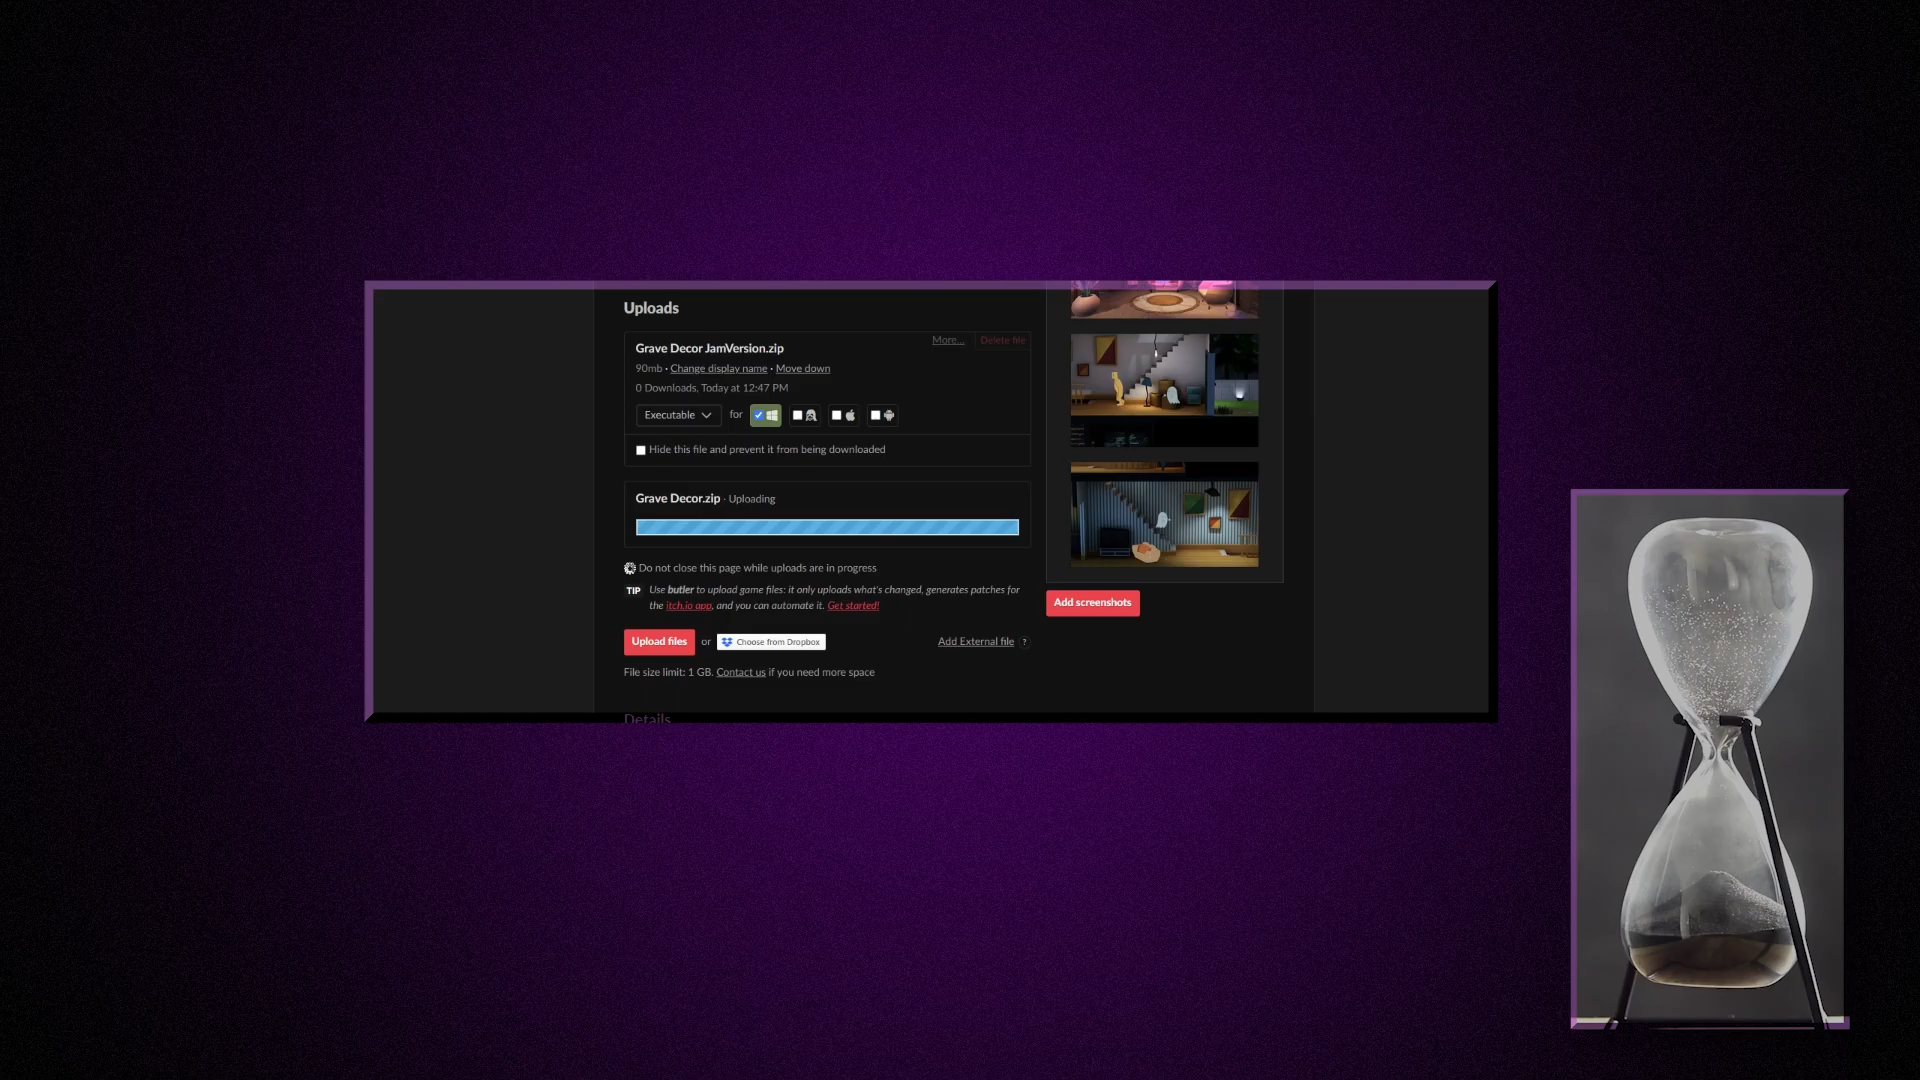 Uploads
Grave Decor JamVersion.zip
More... Delete file
90mb · Change display name · Move down
0 Downloads, Today at 12:47 PM
Executable for
Hide this file and prevent it from being downloaded
Grave Decor.zip · Uploading
Do not close this page while uploads are in progress
TIP Use butler to upload game files: it only uploads what's changed, generates patches for
the itch.io app, and you can automate it. Get started!
Add screenshots
Upload files or Choose from Dropbox Add External file ?
File size limit: 1 GB. Contact us if you need more space
Details